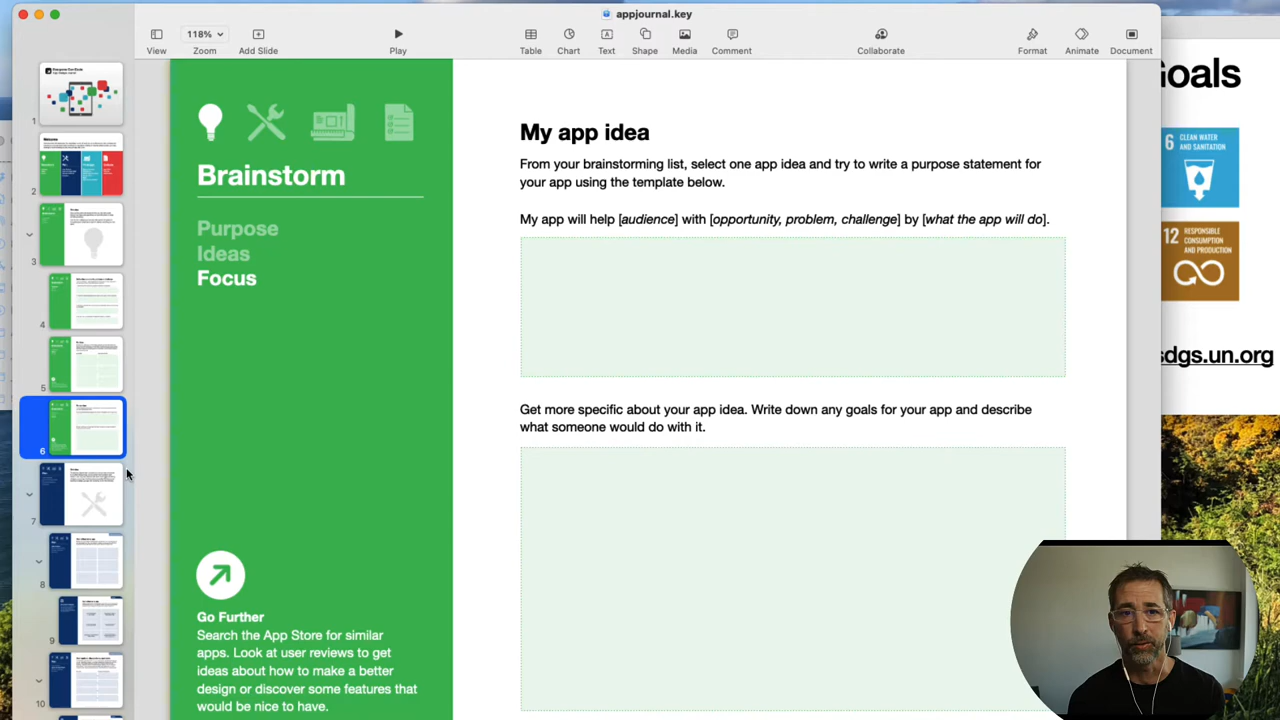 appjournal.key
118%
View
Zoom
Add Slide
Play
Table
Chart
Text
Shape
Media
Comment
Collaborate
Format
Animate
Document
1
2
3
4
5
6
7
8
9
10
Brainstorm
Purpose
Ideas
Focus
Go Further
Search the App Store for similar
apps. Look at user reviews to get
ideas about how to make a better
design or discover some features that
would be nice to have.
My app idea
From your brainstorming list, select one app idea and try to write a purpose statement for
your app using the template below.
My app will help [audience] with [opportunity, problem, challenge] by [what the app will do].
Get more specific about your app idea. Write down any goals for your app and describe
what someone would do with it.
Goals
6 CLEAN WATER
AND SANITATION
12 RESPONSIBLE
CONSUMPTION
AND PRODUCTION
sdgs.un.org